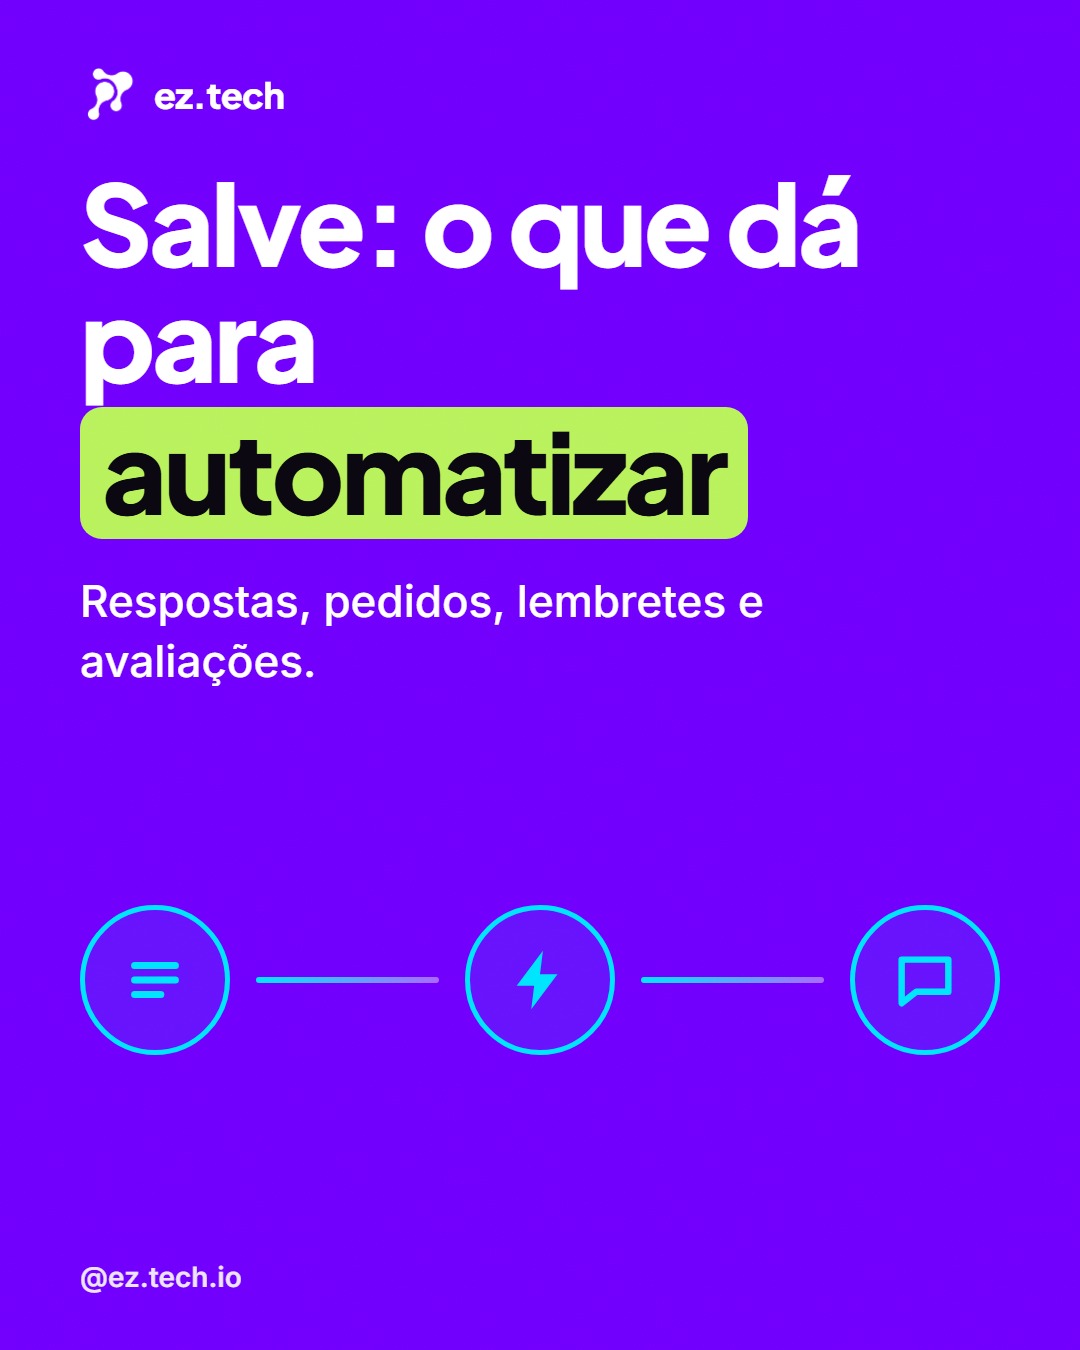 ez.tech
Salve: o que dá
para
automatizar
Respostas, pedidos, lembretes e
avaliações.
@ez.tech.io